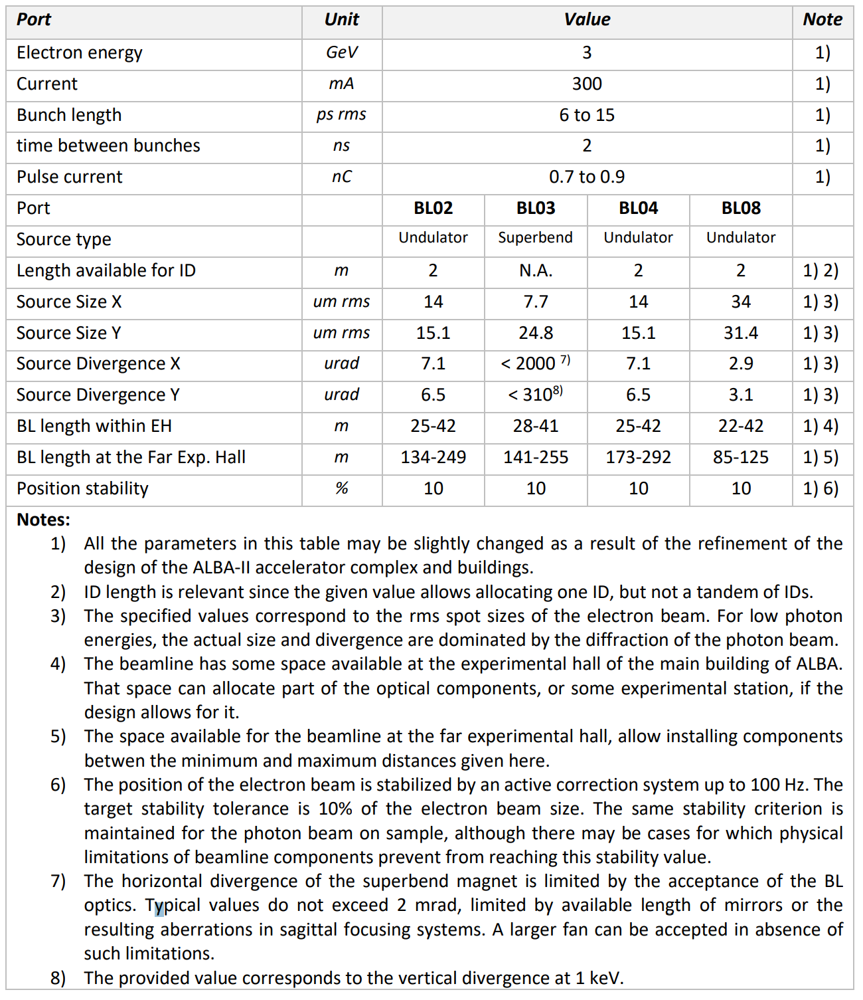 Port Unit Value Note
Electron energy GeV 3 1)
Current mA 300 1)
Bunch length ps rms 6 to 15 1)
time between bunches ns 2 1)
Pulse current nC 0.7 to 0.9 1)
Port BL02 BL03 BL04 BL08
Source type Undulator Superbend Undulator Undulator
Length available for ID m 2 N.A. 2 2 1) 2)
Source Size X um rms 14 7.7 14 34 1) 3)
Source Size Y um rms 15.1 24.8 15.1 31.4 1) 3)
Source Divergence X urad 7.1 < 2000 7) 7.1 2.9 1) 3)
Source Divergence Y urad 6.5 < 310 8) 6.5 3.1 1) 3)
BL length within EH m 25-42 28-41 25-42 22-42 1) 4)
BL length at the Far Exp. Hall m 134-249 141-255 173-292 85-125 1) 5)
Position stability % 10 10 10 10 1) 6)
Notes:
1) All the parameters in this table may be slightly changed as a result of the refinement of the
design of the ALBA-II accelerator complex and buildings.
2) ID length is relevant since the given value allows allocating one ID, but not a tandem of IDs.
3) The specified values correspond to the rms spot sizes of the electron beam. For low photon
energies, the actual size and divergence are dominated by the diffraction of the photon beam.
4) The beamline has some space available at the experimental hall of the main building of ALBA.
That space can allocate part of the optical components, or some experimental station, if the
design allows for it.
5) The space available for the beamline at the far experimental hall, allow installing components
betwen the minimum and maximum distances given here.
6) The position of the electron beam is stabilized by an active correction system up to 100 Hz. The
target stability tolerance is 10% of the electron beam size. The same stability criterion is
maintained for the photon beam on sample, although there may be cases for which physical
limitations of beamline components prevent from reaching this stability value.
7) The horizontal divergence of the superbend magnet is limited by the acceptance of the BL
optics. Typical values do not exceed 2 mrad, limited by available length of mirrors or the
resulting aberrations in sagittal focusing systems. A larger fan can be accepted in absence of
such limitations.
8) The provided value corresponds to the vertical divergence at 1 keV.